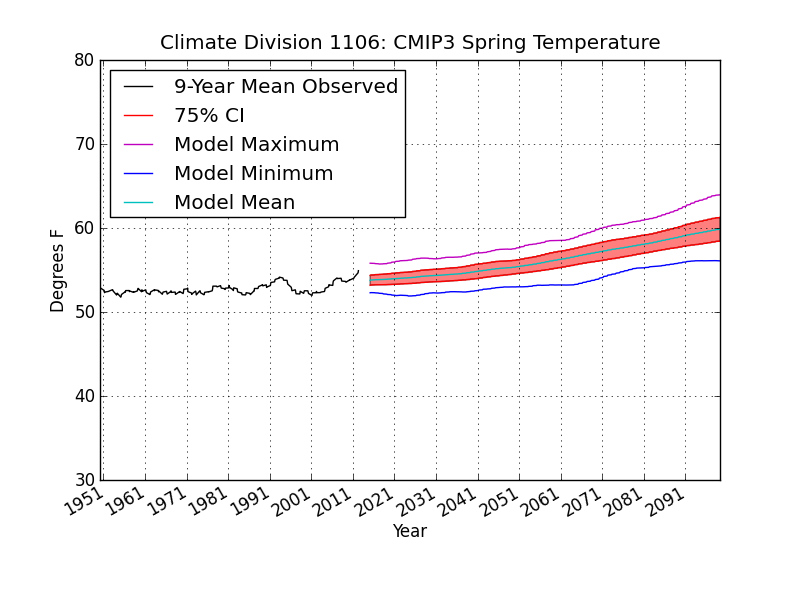 Climate Division 1106: CMIP3 Spring Temperature
80
70
60
50
40
30
Degrees F
9-Year Mean Observed
75% CI
Model Maximum
Model Minimum
Model Mean
1951 1961 1971 1981 1991 2001 2011 2021 2031 2041 2051 2061 2071 2081 2091
Year